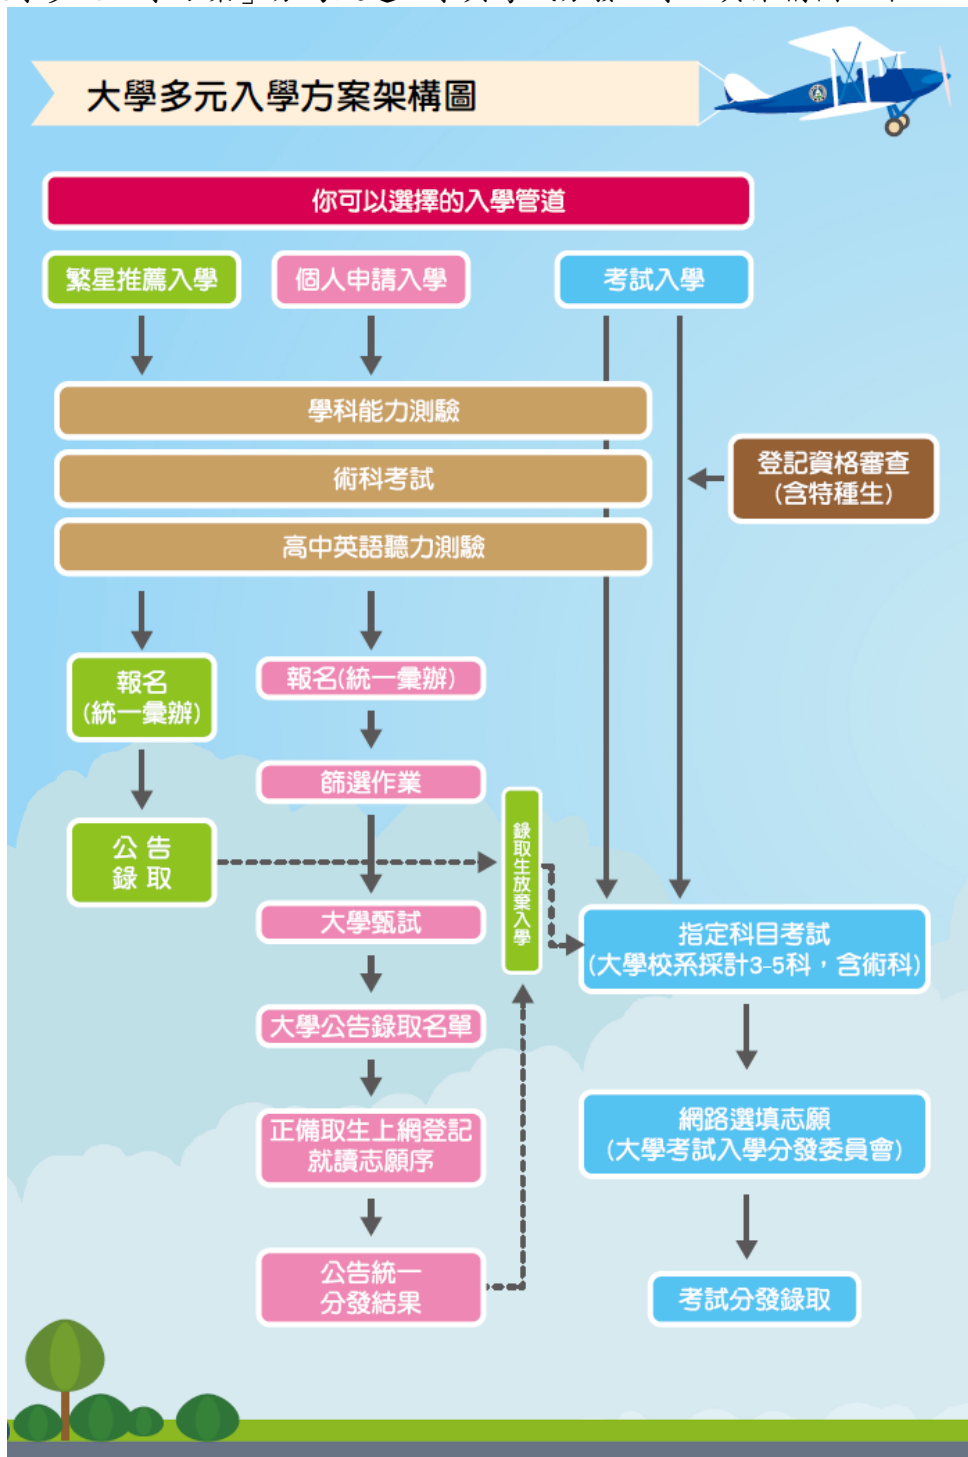 大學多元入學方案架構圖
你可以選擇的入學管道
繁星推薦入學
個人申請入學
考試入學
學科能力測驗
術科考試
高中英語聽力測驗
登記資格審查
(含特種生)
報名
(統一彙辦)
公告
錄取
報名(統一彙辦)
篩選作業
大學甄試
大學公告錄取名單
正備取生上網登記
就讀志願序
公告統一
分發結果
錄取生放棄入學
指定科目考試
(大學校系採計3-5科，含術科)
網路選填志願
(大學考試入學分發委員會)
考試分發錄取